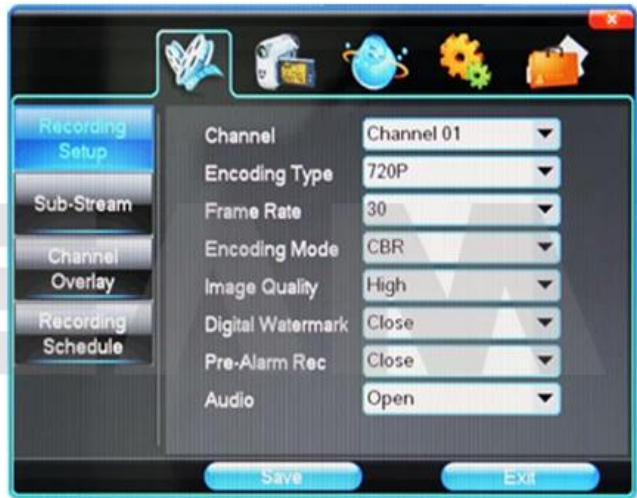 Recording
Setup
Sub-Stream
Channel
Overlay
Recording
Schedule
Channel
Channel 01
Encoding Type
720P
Frame Rate
30
Encoding Mode
CBR
Image Quality
High
Digital Watermark
Close
Pre-Alarm Rec
Close
Audio
Open
Save
Exit